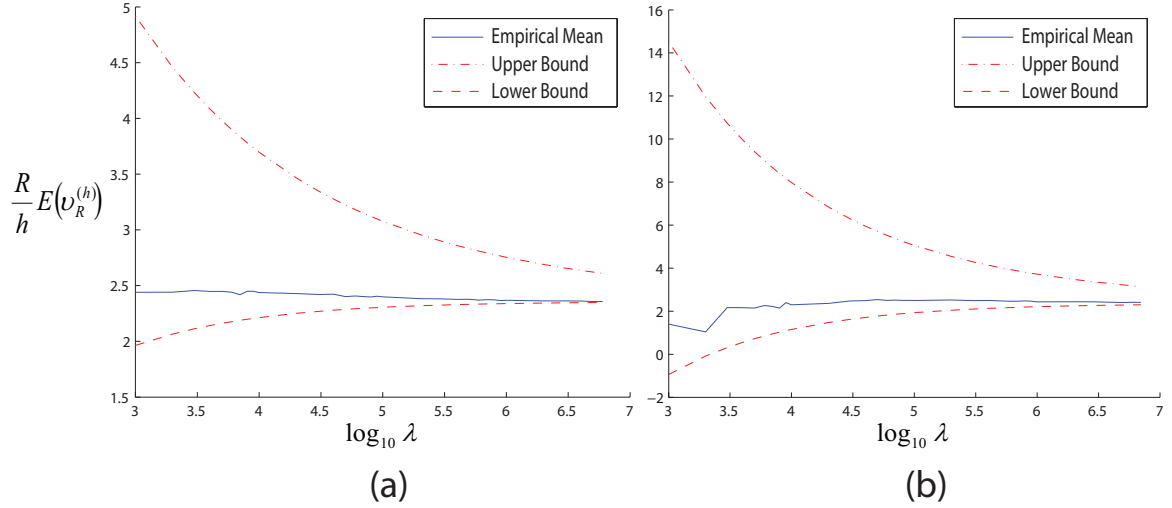 5
4.5
4
3.5
3
2.5
2
1.5
3 3.5 4 4.5 5 5.5 6 6.5 7
Empirical Mean
Upper Bound
Lower Bound
R/h E(υ_R^(h))
log₁₀ λ
(a)
16
14
12
10
8
6
4
2
0
−2
3 3.5 4 4.5 5 5.5 6 6.5 7
Empirical Mean
Upper Bound
Lower Bound
log₁₀ λ
(b)